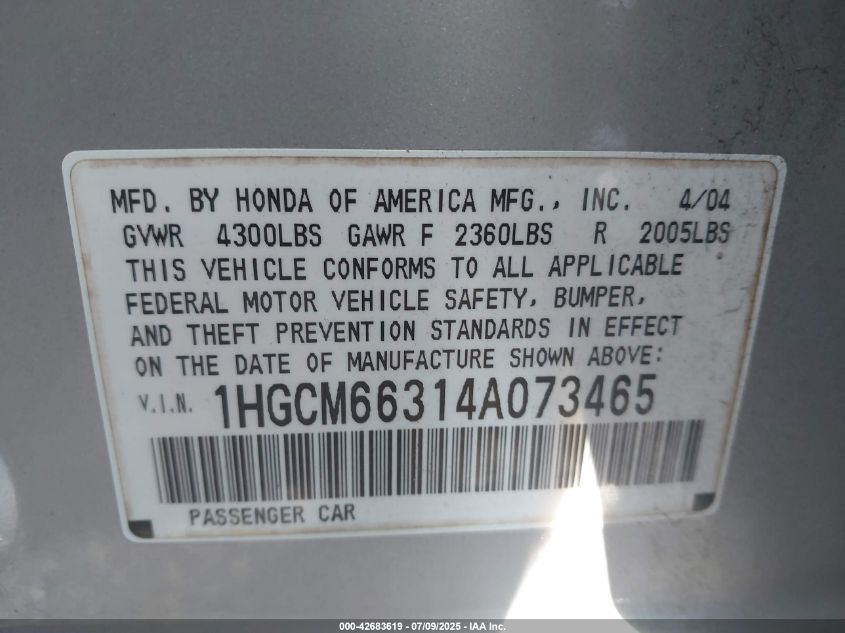 MFD. BY HONDA OF AMERICA MFG., INC. 4/04
GVWR 4300LBS GAWR F 2360LBS R 2005LBS
THIS VEHICLE CONFORMS TO ALL APPLICABLE
FEDERAL MOTOR VEHICLE SAFETY, BUMPER,
AND THEFT PREVENTION STANDARDS IN EFFECT
ON THE DATE OF MANUFACTURE SHOWN ABOVE:
V.I.N. 1HGCM66314A073465
PASSENGER CAR
000-42683619 - 07/09/2025 - IAA Inc.